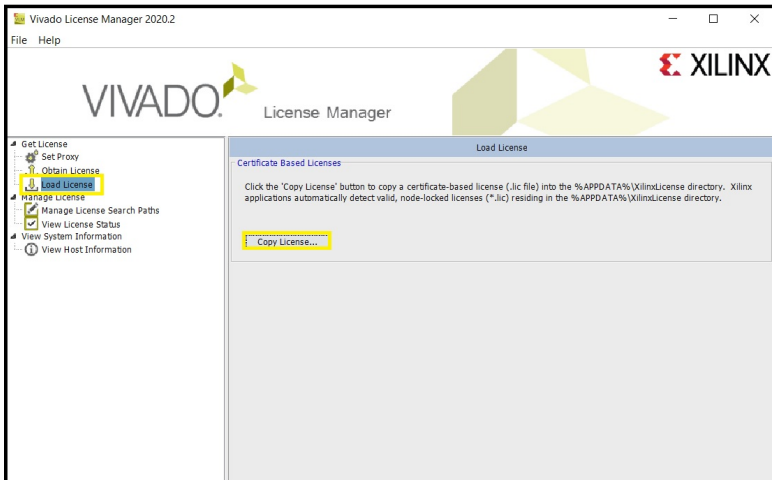 Vivado License Manager 2020.2
File Help
VIVADO.
License Manager
XILINX
Get License
Set Proxy
Obtain License
Load License
Manage License
Manage License Search Paths
View License Status
View System Information
View Host Information
Load License
Certificate Based Licenses
Click the 'Copy License' button to copy a certificate-based license (.lic file) into the %APPDATA%\XilinxLicense directory. Xilinx
applications automatically detect valid, node-locked licenses (*.lic) residing in the %APPDATA%\XilinxLicense directory.
Copy License...